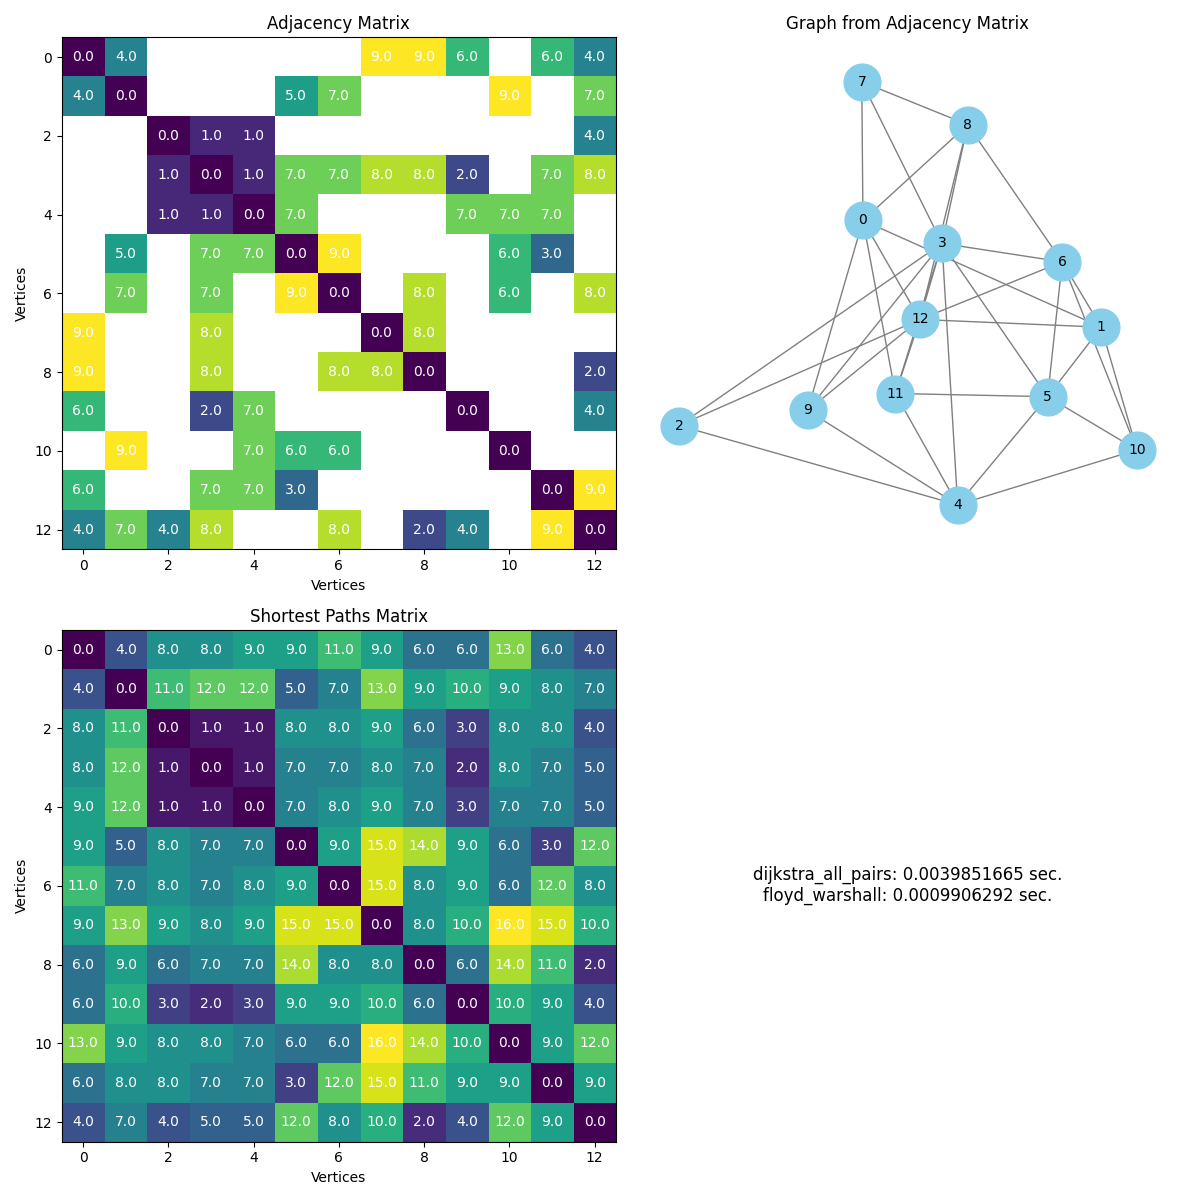 Adjacency Matrix
0 0.0 4.0 9.0 9.0 6.0 6.0 4.0
4.0 0.0 5.0 7.0 9.0 7.0
2 0.0 1.0 1.0 4.0
1.0 0.0 1.0 7.0 7.0 8.0 8.0 2.0 7.0 8.0
4 1.0 1.0 0.0 7.0 7.0 7.0 7.0
5.0 7.0 7.0 0.0 9.0 6.0 3.0
6 7.0 7.0 9.0 0.0 8.0 6.0 8.0
9.0 8.0 0.0 8.0
8 9.0 8.0 8.0 8.0 0.0 2.0
6.0 2.0 7.0 0.0 4.0
10 9.0 7.0 6.0 6.0 0.0
6.0 7.0 7.0 3.0 0.0 9.0
12 4.0 7.0 4.0 8.0 8.0 2.0 4.0 9.0 0.0
0 2 4 6 8 10 12
Vertices
Vertices
Graph from Adjacency Matrix
7
8
0
3
6
12
1
11
5
9
2
10
4
Shortest Paths Matrix
0 0.0 4.0 8.0 8.0 9.0 9.0 11.0 9.0 6.0 6.0 13.0 6.0 4.0
4.0 0.0 11.0 12.0 12.0 5.0 7.0 13.0 9.0 10.0 9.0 8.0 7.0
2 8.0 11.0 0.0 1.0 1.0 8.0 8.0 9.0 6.0 3.0 8.0 8.0 4.0
8.0 12.0 1.0 0.0 1.0 7.0 7.0 8.0 7.0 2.0 8.0 7.0 5.0
4 9.0 12.0 1.0 1.0 0.0 7.0 8.0 9.0 7.0 3.0 7.0 7.0 5.0
9.0 5.0 8.0 7.0 7.0 0.0 9.0 15.0 14.0 9.0 6.0 3.0 12.0
6 11.0 7.0 8.0 7.0 8.0 9.0 0.0 15.0 8.0 9.0 6.0 12.0 8.0
9.0 13.0 9.0 8.0 9.0 15.0 15.0 0.0 8.0 10.0 16.0 15.0 10.0
8 6.0 9.0 6.0 7.0 7.0 14.0 8.0 8.0 0.0 6.0 14.0 11.0 2.0
6.0 10.0 3.0 2.0 3.0 9.0 9.0 10.0 6.0 0.0 10.0 9.0 4.0
10 13.0 9.0 8.0 8.0 7.0 6.0 6.0 16.0 14.0 10.0 0.0 9.0 12.0
6.0 8.0 8.0 7.0 7.0 3.0 12.0 15.0 11.0 9.0 9.0 0.0 9.0
12 4.0 7.0 4.0 5.0 5.0 12.0 8.0 10.0 2.0 4.0 12.0 9.0 0.0
0 2 4 6 8 10 12
Vertices
Vertices
dijkstra_all_pairs: 0.0039851665 sec.
floyd_warshall: 0.0009906292 sec.